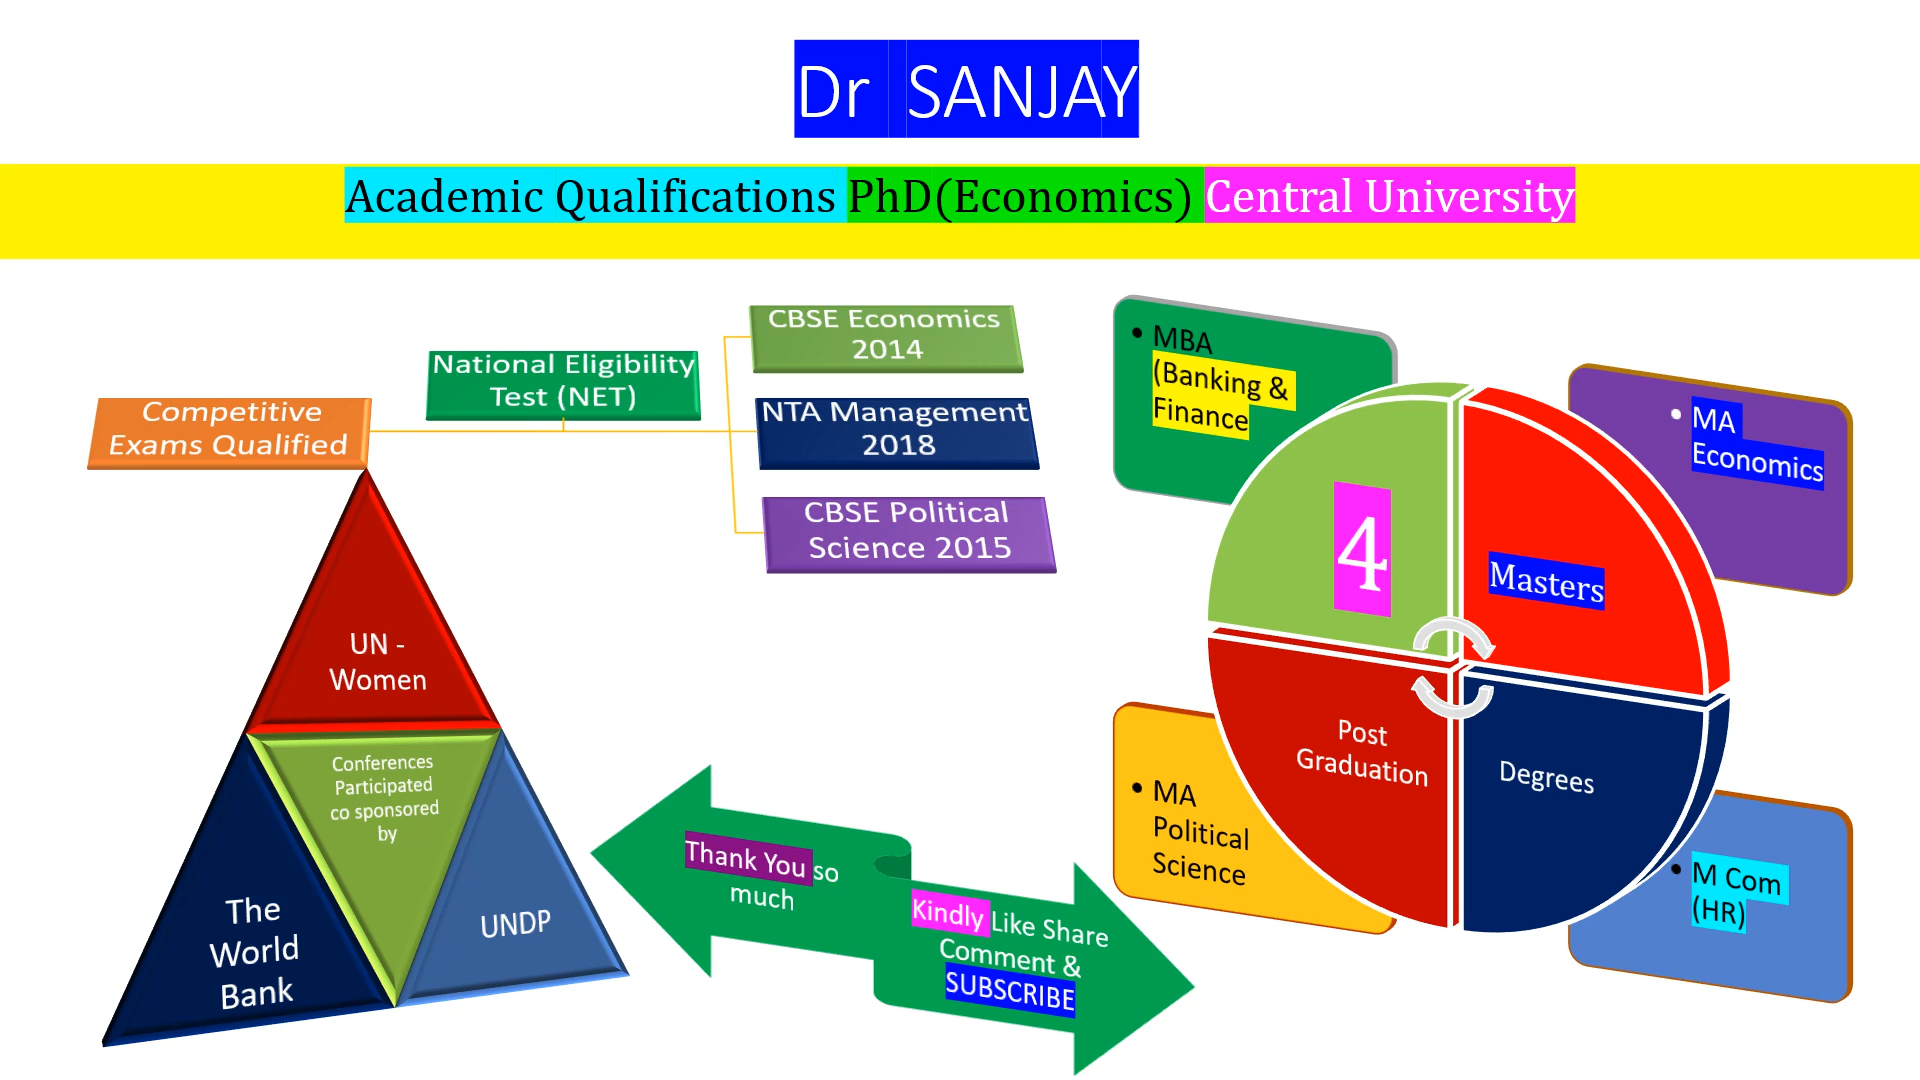 Dr SANJAY
Academic Qualifications PhD(Economics) Central University
Competitive
Exams Qualified
National Eligibility
Test (NET)
CBSE Economics
2014
NTA Management
2018
CBSE Political
Science 2015
UN -
Women
Conferences
Participated
co sponsored
by
The
World
Bank
UNDP
Thank You so
much
Kindly Like Share
Comment &
SUBSCRIBE
• MBA
(Banking &
Finance
• MA
Economics
4
Masters
Post
Graduation
Degrees
• MA
Political
Science
• M Com
(HR)